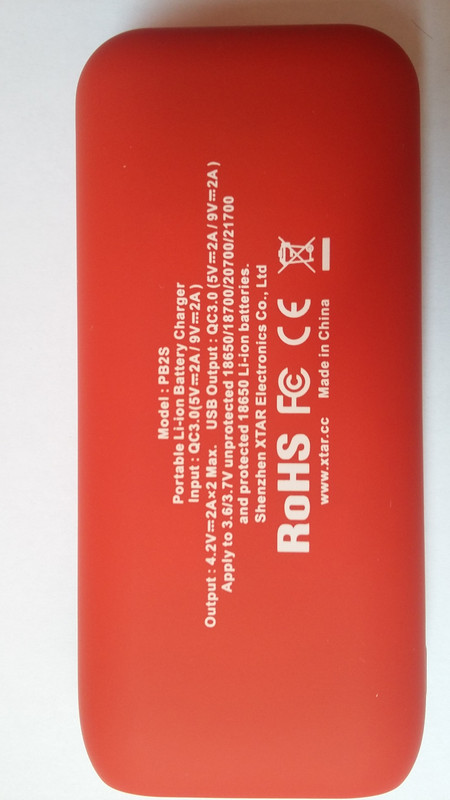 Model : PB2S
Portable Li-ion Battery Charger
Input : QC3.0(5V⎓2A / 9V⎓2A )
Output : 4.2V⎓2A×2 Max. USB Output : QC3.0 (5V⎓2A / 9V⎓2A )
Apply to 3.6/3.7V unprotected 18650/18700/20700/21700
and protected 18650 Li-ion batteries.
Shenzhen XTAR Electronics Co., Ltd
RoHS FC CE
www.xtar.cc Made in China